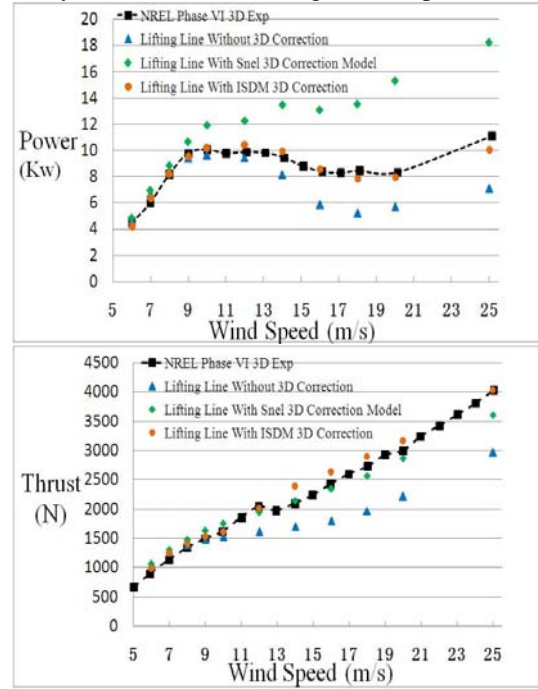 20
NREL Phase VI 3D Exp
18
Lifting Line Without 3D Correction
16
Lifting Line With Snel 3D Correction Model
14
Lifting Line With ISDM 3D Correction
12
Power
(Kw)
10
8
6
4
2
0
5 7 9 11 13 15 17 19 21 23 25
Wind Speed (m/s)
4500
NREL Phase VI 3D Exp
4000
Lifting Line Without 3D Correction
3500
Lifting Line With Snel 3D Correction Model
3000
Lifting Line With ISDM 3D Correction
Thrust
(N)
2500
2000
1500
1000
500
0
5 7 9 11 13 15 17 19 21 23 25
Wind Speed (m/s)